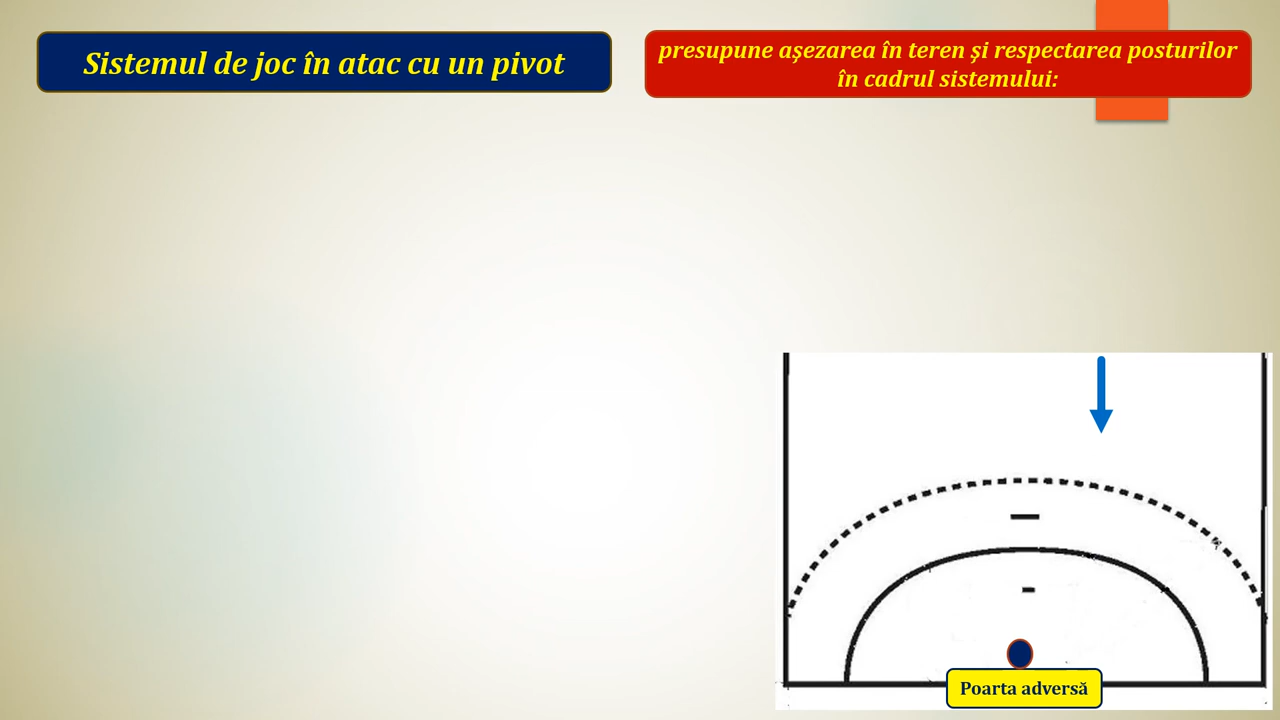 Sistemul de joc în atac cu un pivot
presupune așezarea în teren și respectarea posturilor
în cadrul sistemului:
Poarta adversă